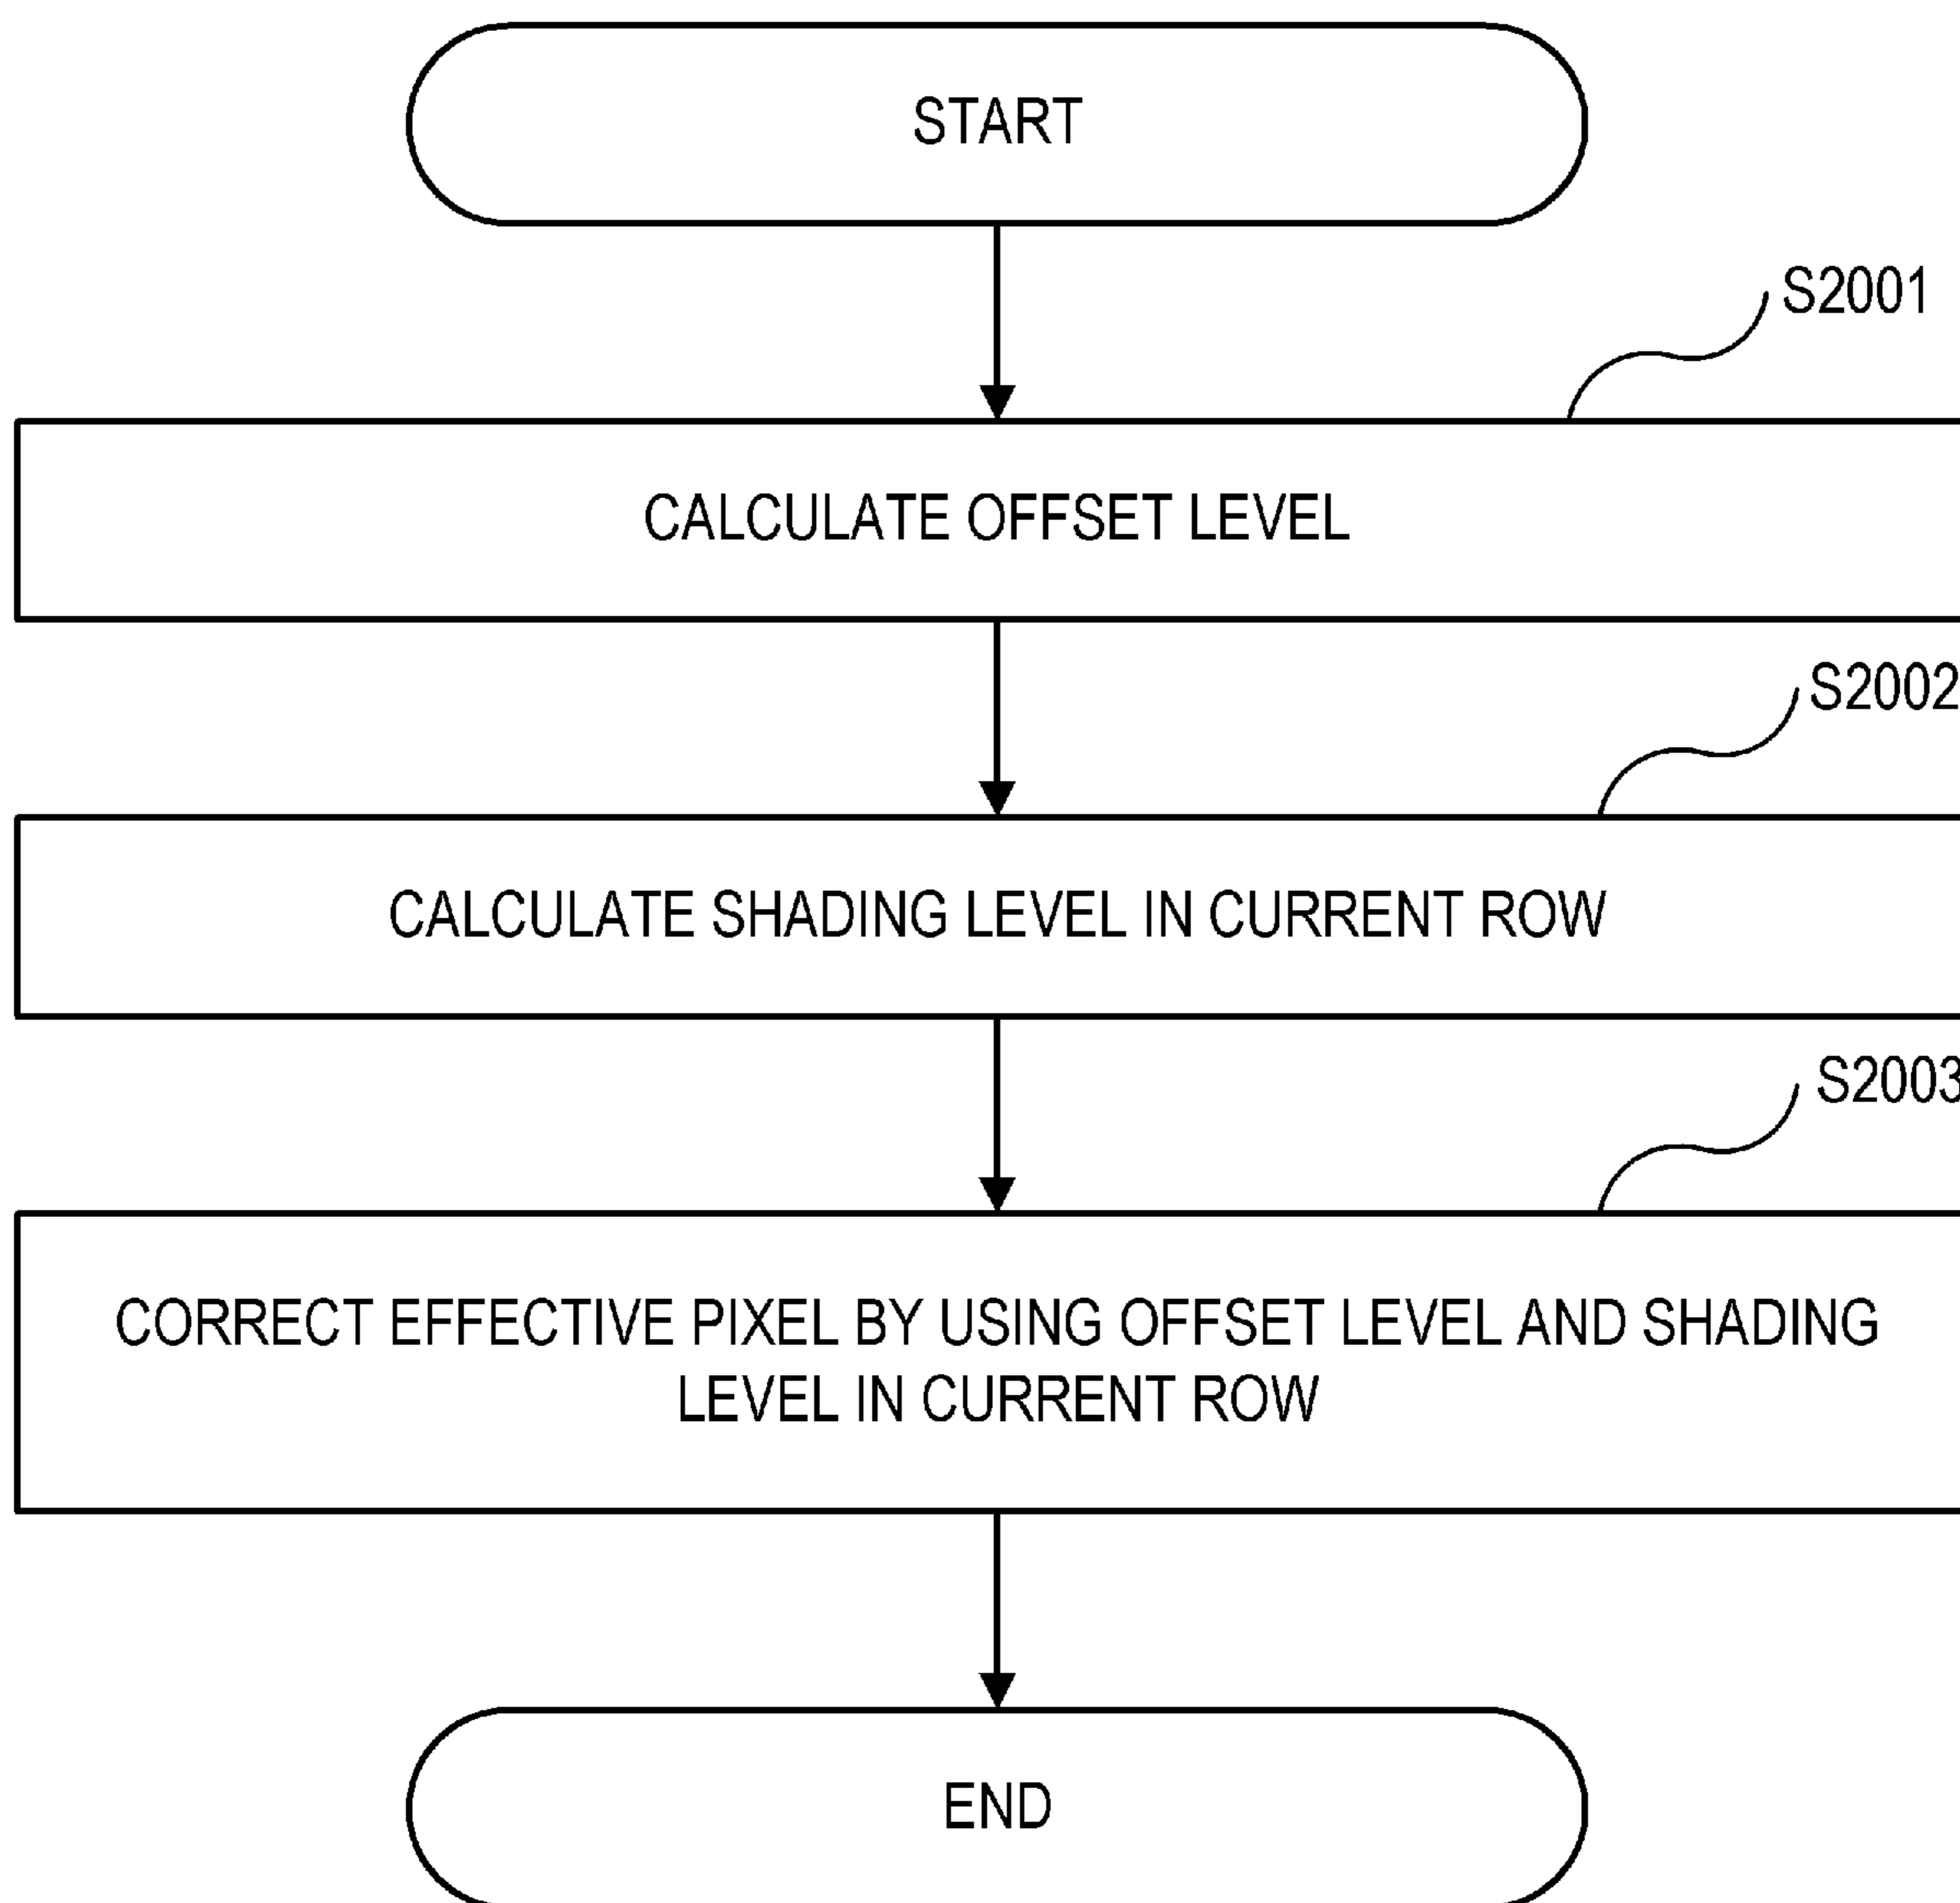 START
S2001
CALCULATE OFFSET LEVEL
S2002
CALCULATE SHADING LEVEL IN CURRENT ROW
S2003
CORRECT EFFECTIVE PIXEL BY USING OFFSET LEVEL AND SHADING
LEVEL IN CURRENT ROW
END